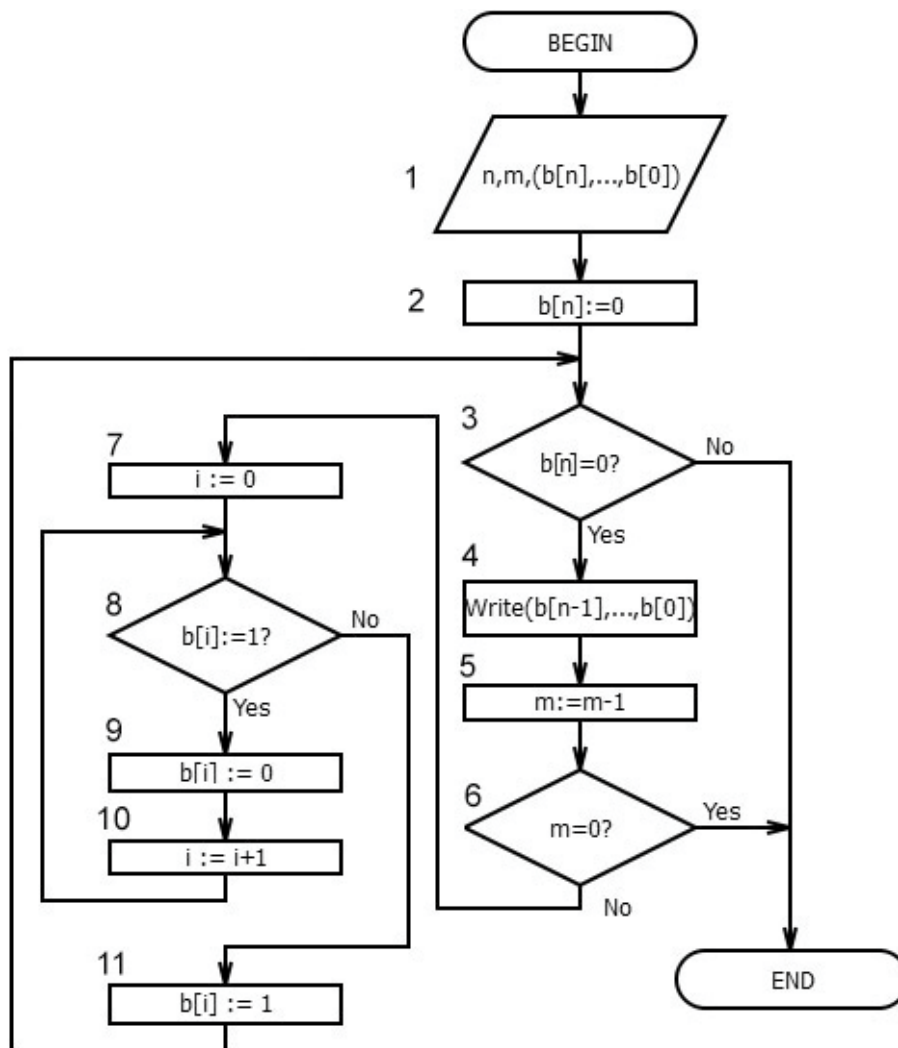 BEGIN
1
n,m,(b[n],...,b[0])
2
b[n]:=0
3
b[n]=0?
No
Yes
4
Write(b[n-1],...,b[0])
5
m:=m-1
6
m=0?
Yes
No
7
i := 0
8
b[i]:=1?
No
Yes
9
b[i] := 0
10
i := i+1
11
b[i] := 1
END